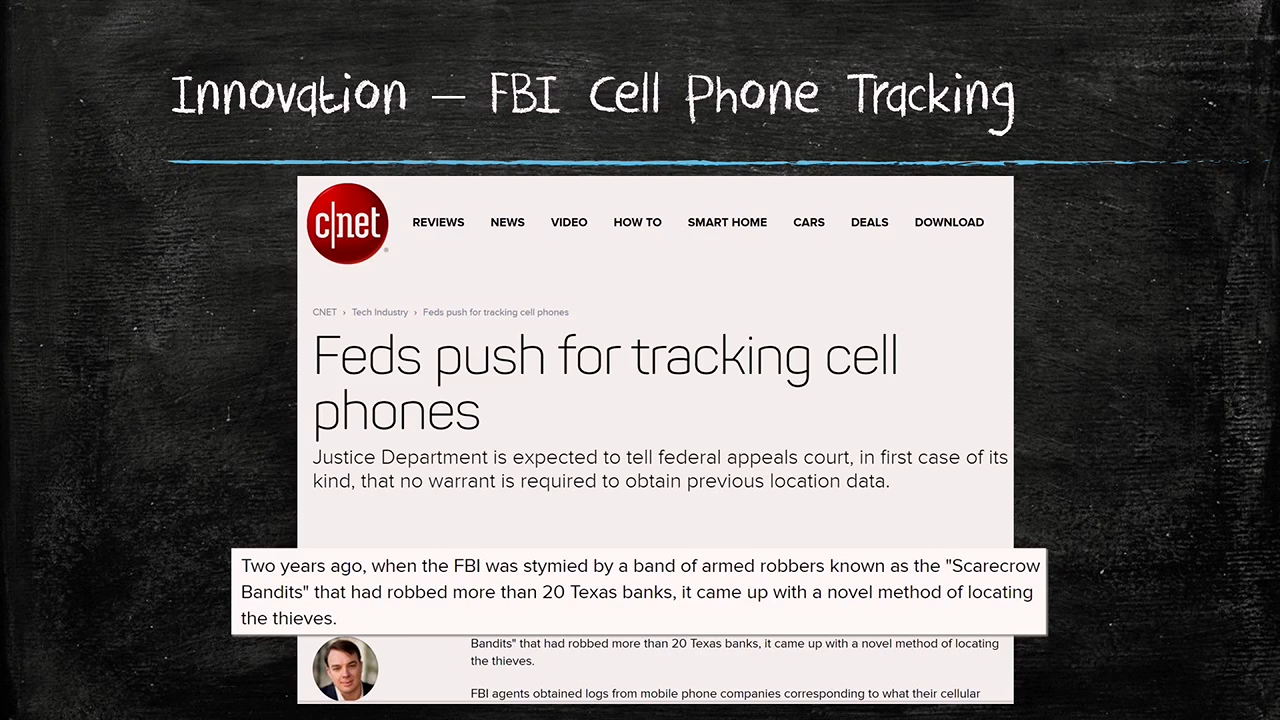 Innovation – FBI Cell Phone Tracking
c|net
REVIEWS NEWS VIDEO HOW TO SMART HOME CARS DEALS DOWNLOAD
CNET › Tech Industry › Feds push for tracking cell phones
Feds push for tracking cell
phones
Justice Department is expected to tell federal appeals court, in first case of its
kind, that no warrant is required to obtain previous location data.
Two years ago, when the FBI was stymied by a band of armed robbers known as the "Scarecrow
Bandits" that had robbed more than 20 Texas banks, it came up with a novel method of locating
the thieves.
Bandits" that had robbed more than 20 Texas banks, it came up with a novel method of locating
the thieves.
FBI agents obtained logs from mobile phone companies corresponding to what their cellular